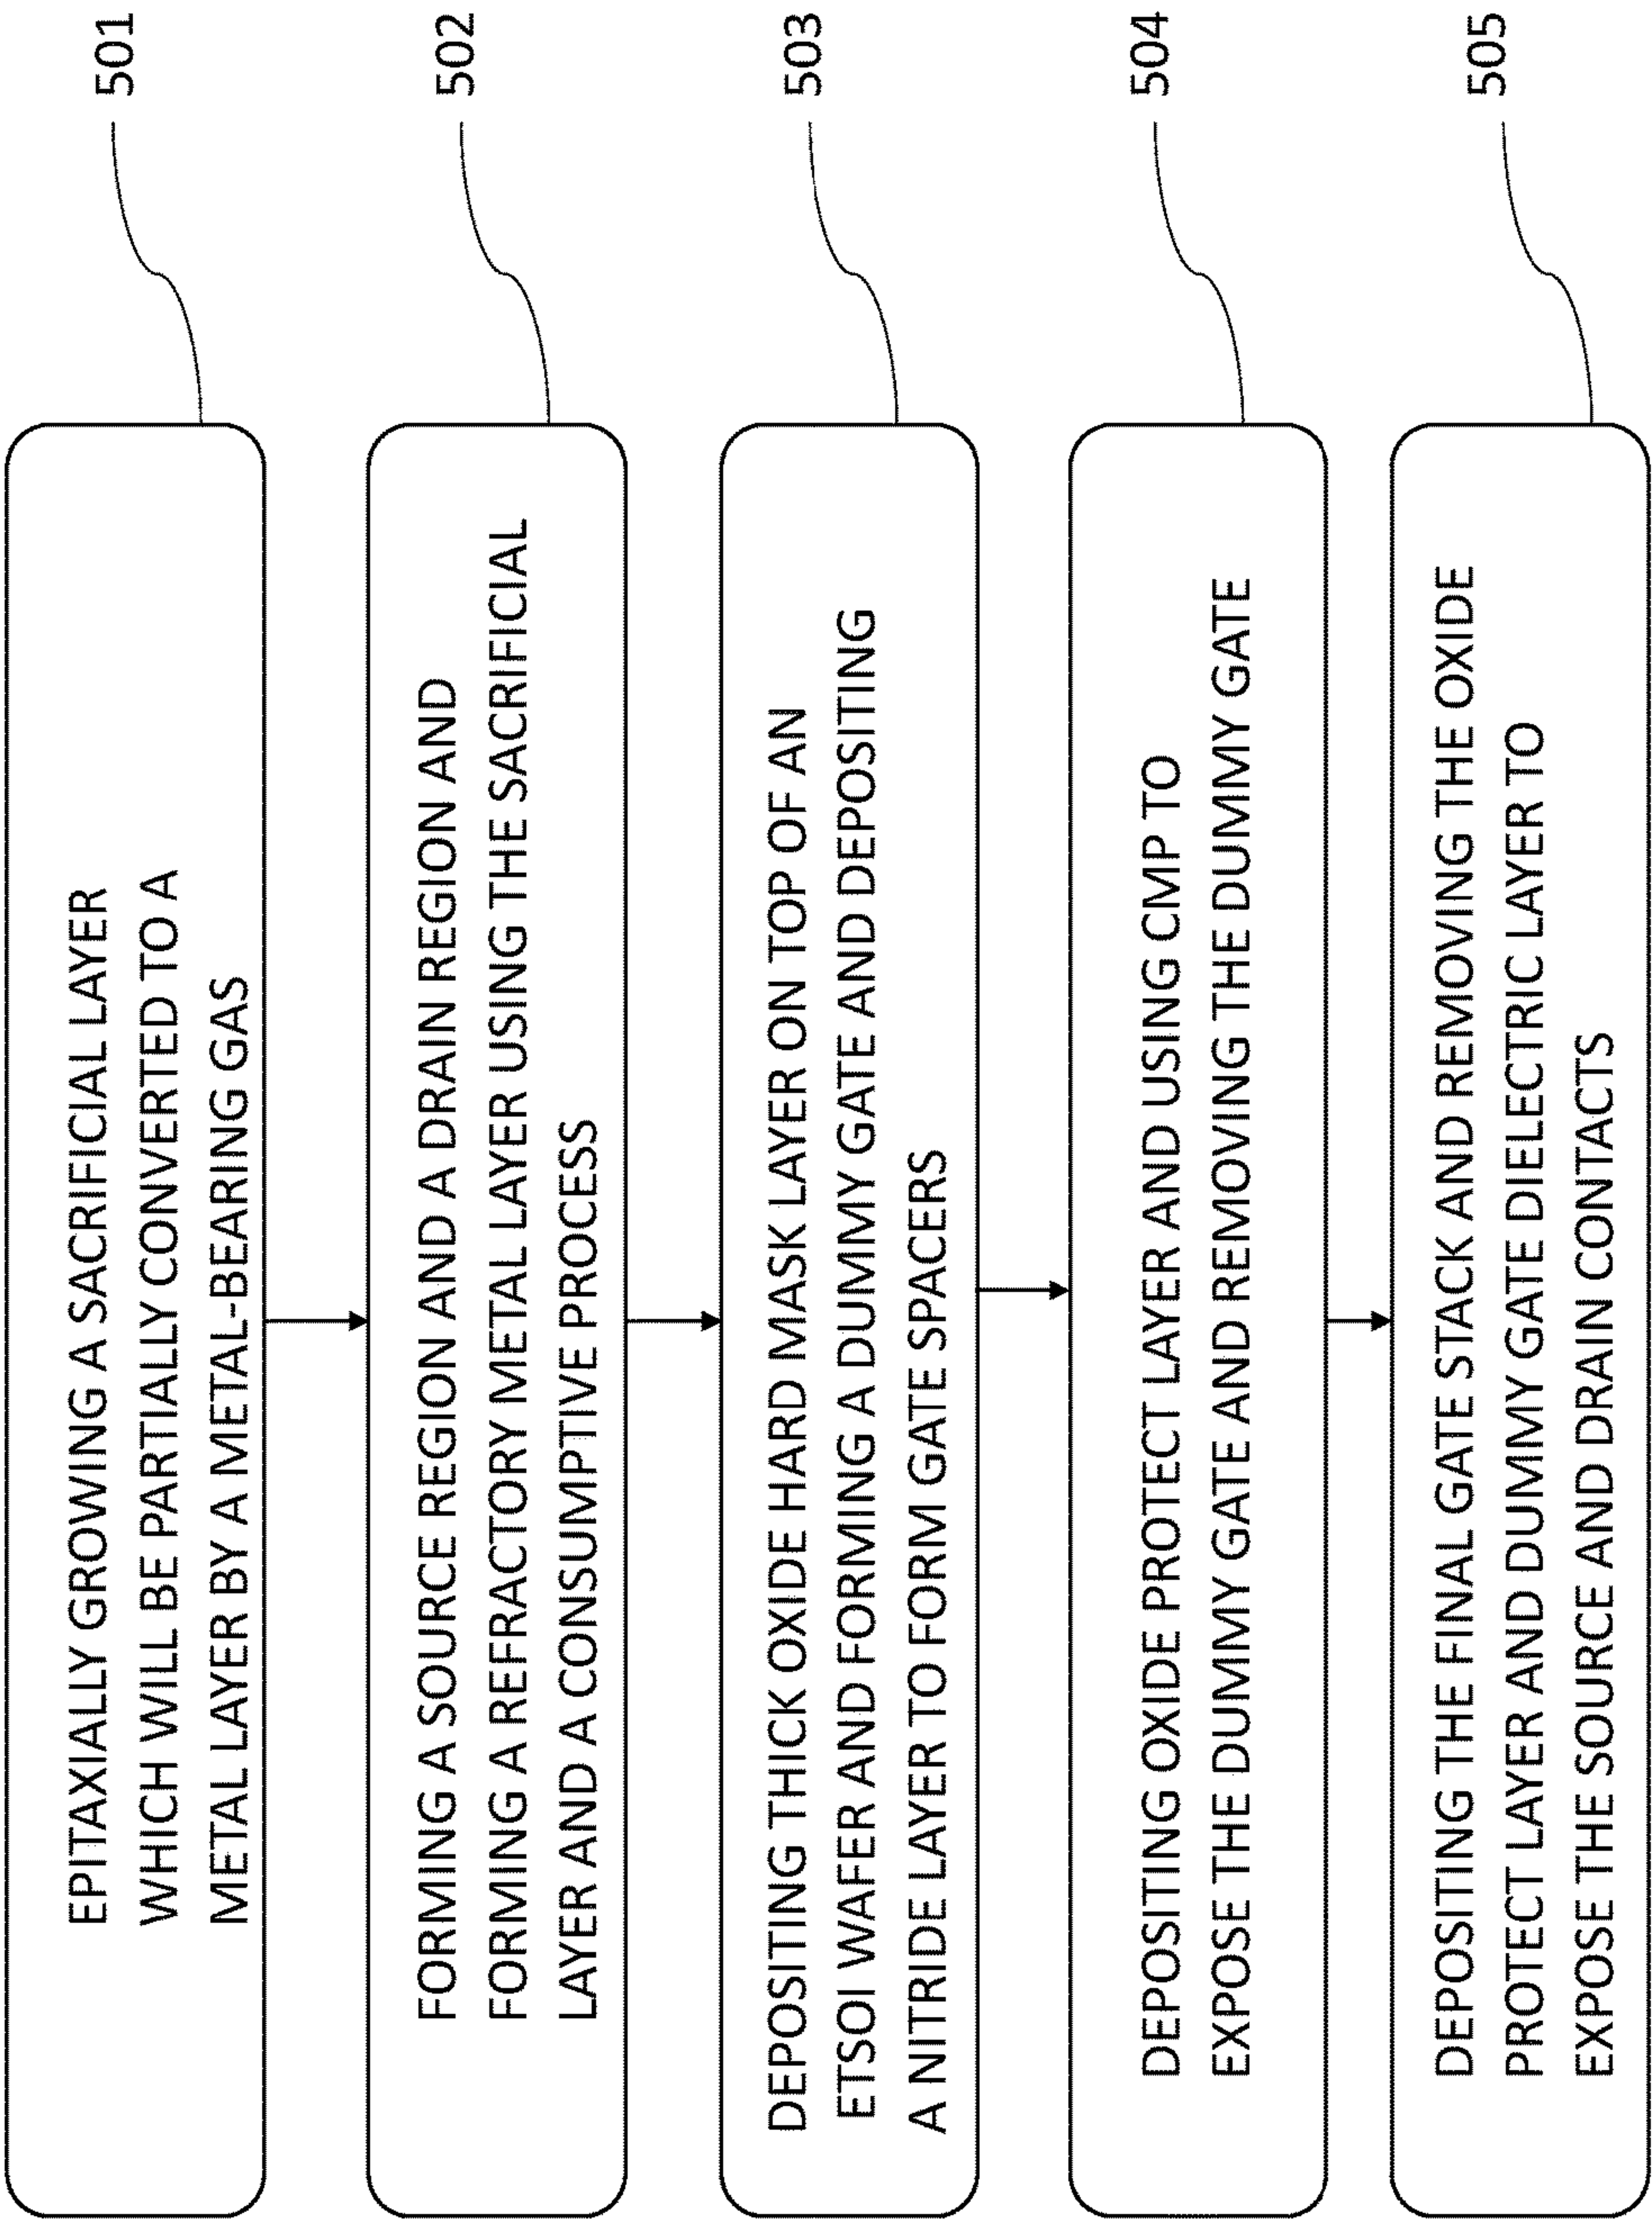 EPITAXIALLY GROWING A SACRIFICIAL LAYER
WHICH WILL BE PARTIALLY CONVERTED TO A
METAL LAYER BY A METAL-BEARING GAS
501
FORMING A SOURCE REGION AND A DRAIN REGION AND
FORMING A REFRACTORY METAL LAYER USING THE SACRIFICIAL
LAYER AND A CONSUMPTIVE PROCESS
502
DEPOSITING THICK OXIDE HARD MASK LAYER ON TOP OF AN
ETSOI WAFER AND FORMING A DUMMY GATE AND DEPOSITING
A NITRIDE LAYER TO FORM GATE SPACERS
503
DEPOSITING OXIDE PROTECT LAYER AND USING CMP TO
EXPOSE THE DUMMY GATE AND REMOVING THE DUMMY GATE
504
DEPOSITING THE FINAL GATE STACK AND REMOVING THE OXIDE
PROTECT LAYER AND DUMMY GATE DIELECTRIC LAYER TO
EXPOSE THE SOURCE AND DRAIN CONTACTS
505